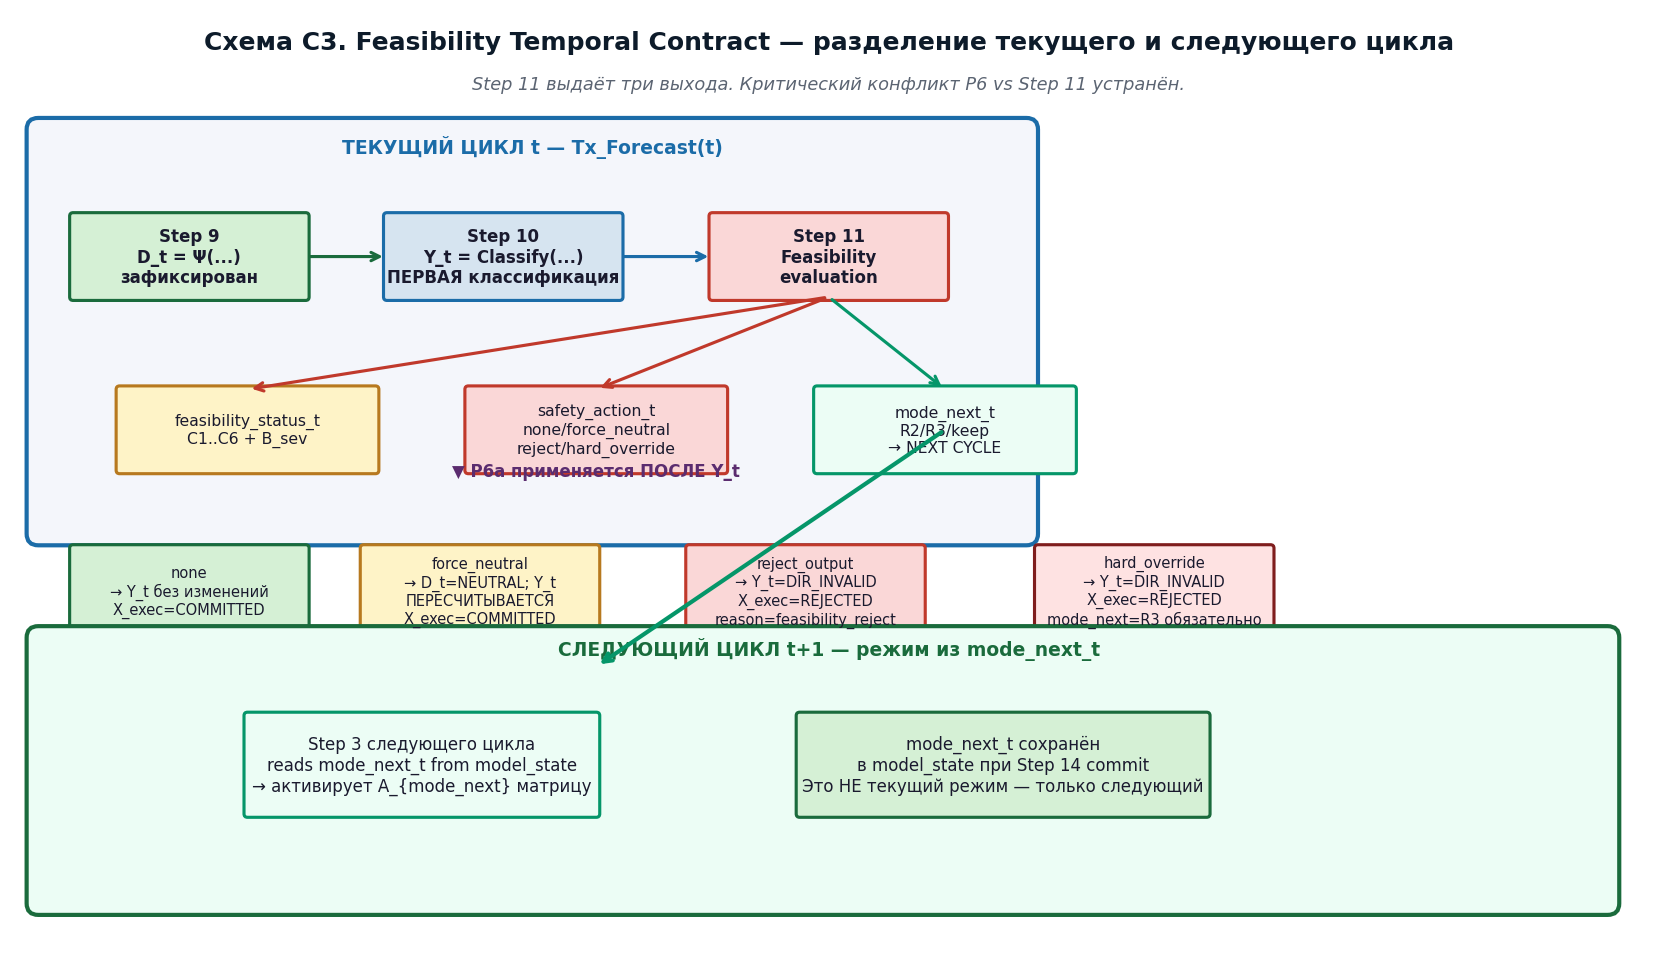 Схема С3. Feasibility Temporal Contract — разделение текущего и следующего цикла
Step 11 выдаёт три выхода. Критический конфликт P6 vs Step 11 устранён.
ТЕКУЩИЙ ЦИКЛ t — Tx_Forecast(t)
Step 9
D_t = Ψ(...)
зафиксирован
Step 10
Y_t = Classify(...)
ПЕРВАЯ классификация
Step 11
Feasibility
evaluation
feasibility_status_t
C1..C6 + B_sev
safety_action_t
none/force_neutral
reject/hard_override
mode_next_t
R2/R3/keep
→ NEXT CYCLE
▼ P6a применяется ПОСЛЕ Y_t
none
→ Y_t без изменений
X_exec=COMMITTED
force_neutral
→ D_t=NEUTRAL; Y_t
ПЕРЕСЧИТЫВАЕТСЯ
X_exec=COMMITTED
reject_output
→ Y_t=DIR_INVALID
X_exec=REJECTED
reason=feasibility_reject
hard_override
→ Y_t=DIR_INVALID
X_exec=REJECTED
mode_next=R3 обязательно
СЛЕДУЮЩИЙ ЦИКЛ t+1 — режим из mode_next_t
Step 3 следующего цикла
reads mode_next_t from model_state
→ активирует A_{mode_next} матрицу
mode_next_t сохранён
в model_state при Step 14 commit
Это НЕ текущий режим — только следующий